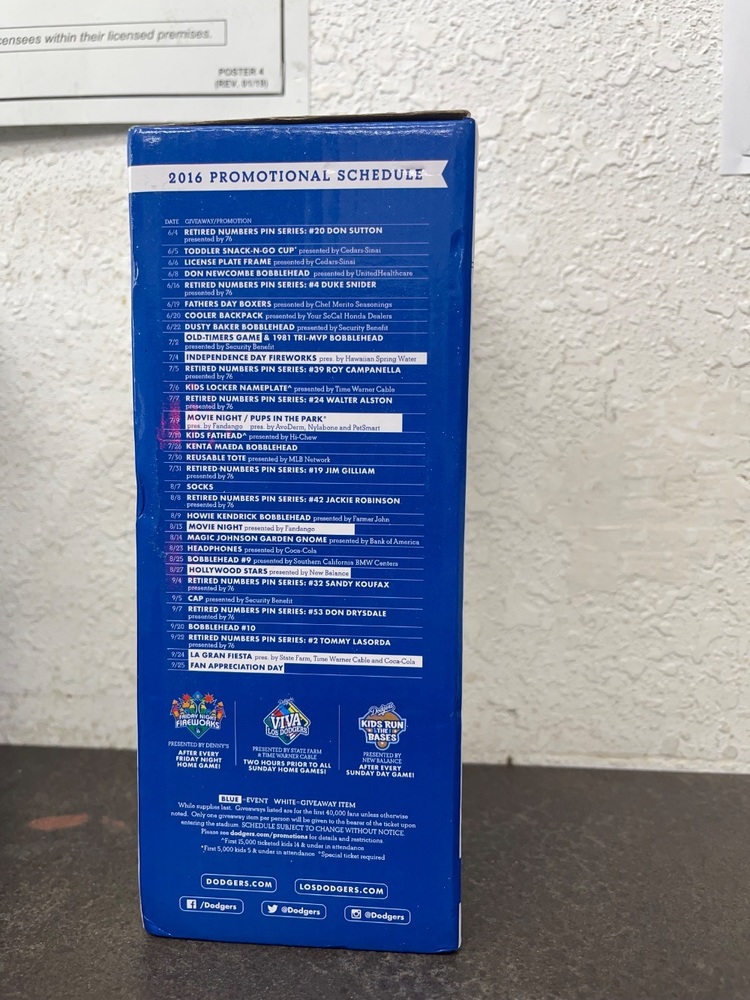 ensees within their licensed premises.
POSTER 4
(REV. 01/19)
2016 PROMOTIONAL SCHEDULE
DATE GIVEAWAY/PROMOTION
6/4 RETIRED NUMBERS PIN SERIES: #20 DON SUTTON
presented by 76
6/5 TODDLER SNACK-N-GO CUP* presented by Cedars-Sinai
6/6 LICENSE PLATE FRAME presented by Cedars-Sinai
6/8 DON NEWCOMBE BOBBLEHEAD presented by UnitedHealthcare
6/16 RETIRED NUMBERS PIN SERIES: #4 DUKE SNIDER
presented by 76
6/19 FATHERS DAY BOXERS presented by Chef Merito Seasonings
6/20 COOLER BACKPACK presented by Your SoCal Honda Dealers
6/22 DUSTY BAKER BOBBLEHEAD presented by Security Benefit
7/2 OLD-TIMERS GAME & 1981 TRI-MVP BOBBLEHEAD
presented by Security Benefit
7/4 INDEPENDENCE DAY FIREWORKS pres. by Hawaiian Spring Water
7/5 RETIRED NUMBERS PIN SERIES: #39 ROY CAMPANELLA
presented by 76
7/6 KIDS LOCKER NAMEPLATE^ presented by Time Warner Cable
7/7 RETIRED NUMBERS PIN SERIES: #24 WALTER ALSTON
presented by 76
7/9 MOVIE NIGHT / PUPS IN THE PARK+
pres. by Fandango pres. by AvoDerm, Nylabone and PetSmart
7/10 KIDS FATHEAD^ presented by Hi-Chew
7/26 KENTA MAEDA BOBBLEHEAD
7/30 REUSABLE TOTE presented by MLB Network
7/31 RETIRED NUMBERS PIN SERIES: #19 JIM GILLIAM
presented by 76
8/7 SOCKS
8/8 RETIRED NUMBERS PIN SERIES: #42 JACKIE ROBINSON
presented by 76
8/9 HOWIE KENDRICK BOBBLEHEAD presented by Farmer John
8/13 MOVIE NIGHT presented by Fandango
8/14 MAGIC JOHNSON GARDEN GNOME presented by Bank of America
8/23 HEADPHONES presented by Coca-Cola
8/25 BOBBLEHEAD #9 presented by Southern California BMW Centers
8/27 HOLLYWOOD STARS presented by New Balance
9/4 RETIRED NUMBERS PIN SERIES: #32 SANDY KOUFAX
presented by 76
9/5 CAP presented by Security Benefit
9/7 RETIRED NUMBERS PIN SERIES: #53 DON DRYSDALE
presented by 76
9/20 BOBBLEHEAD #10
9/22 RETIRED NUMBERS PIN SERIES: #2 TOMMY LASORDA
presented by 76
9/24 LA GRAN FIESTA pres. by State Farm, Time Warner Cable and Coca-Cola
9/25 FAN APPRECIATION DAY
FRIDAY NIGHT
FIREWORKS
PRESENTED BY DENNY'S
AFTER EVERY
FRIDAY NIGHT
HOME GAME!
VIVA
LOS DODGERS
PRESENTED BY STATE FARM
& TIME WARNER CABLE
TWO HOURS PRIOR TO ALL
SUNDAY HOME GAMES!
Dodgers
KIDS RUN
THE
BASES
PRESENTED BY
NEW BALANCE
AFTER EVERY
SUNDAY DAY GAME!
BLUE-EVENT WHITE-GIVEAWAY ITEM
While supplies last. Giveaways listed are for the first 40,000 fans unless otherwise
noted. Only one giveaway item per person will be given to the bearer of the ticket upon
entering the stadium. SCHEDULE SUBJECT TO CHANGE WITHOUT NOTICE.
Please see dodgers.com/promotions for details and restrictions.
^First 15,000 ticketed kids 14 & under in attendance
*First 5,000 kids 5 & under in attendance +Special ticket required
DODGERS.COM
LOSDODGERS.COM
/Dodgers
@Dodgers
@Dodgers